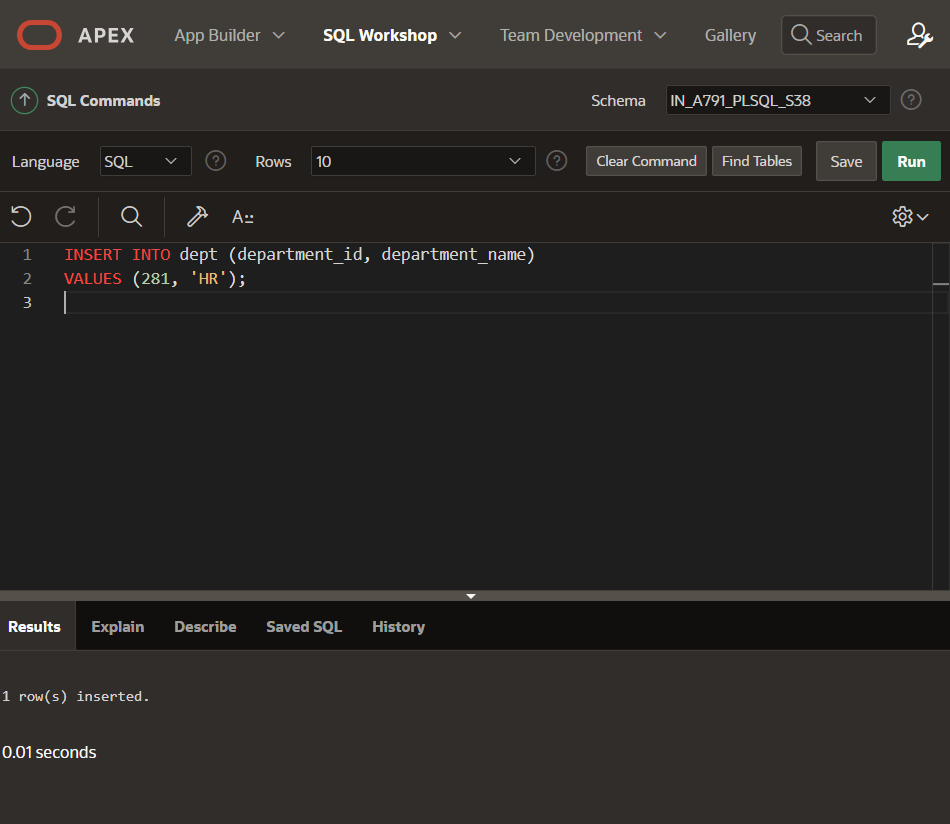 APEX App Builder SQL Workshop Team Development Gallery Search
SQL Commands Schema IN_A791_PLSQL_S38 ?
Language SQL ? Rows 10 ? Clear Command Find Tables Save Run
A::
1 INSERT INTO dept (department_id, department_name)
2 VALUES (281, 'HR');
3
Results Explain Describe Saved SQL History
1 row(s) inserted.
0.01 seconds